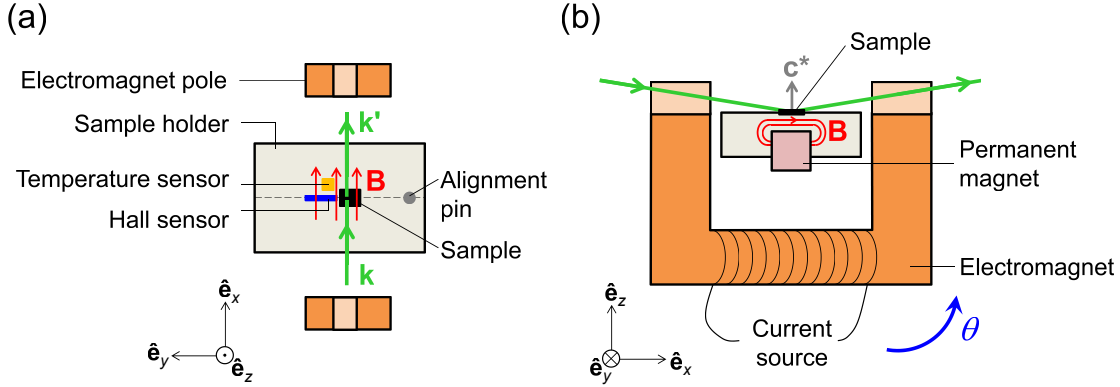 (a)
Electromagnet pole
Sample holder
Temperature sensor
Hall sensor
k'
B
k
Alignment
pin
Sample
ê_x
ê_y
ê_z
(b)
Sample
c*
B
Permanent
magnet
Electromagnet
Current
source
θ
ê_z
ê_y
ê_x